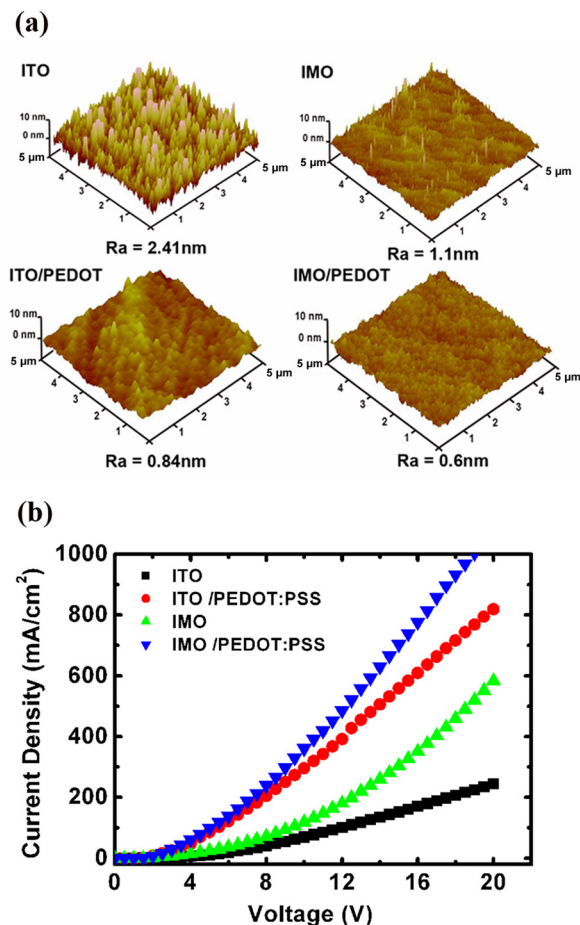 (a)
ITO
IMO
10 nm
0 nm
5 µm
4
3
2
1
1
2
3
4
5 µm
10 nm
0 nm
5 µm
4
3
2
1
1
2
3
4
5 µm
Ra = 2.41nm
Ra = 1.1nm
ITO/PEDOT
IMO/PEDOT
10 nm
0 nm
5 µm
4
3
2
1
1
2
3
4
5 µm
10 nm
0 nm
5 µm
4
3
2
1
1
2
3
4
5 µm
Ra = 0.84nm
Ra = 0.6nm
(b)
1000
800
600
400
200
0
Current Density (mA/cm²)
ITO
ITO /PEDOT:PSS
IMO
IMO /PEDOT:PSS
0 4 8 12 16 20
Voltage (V)